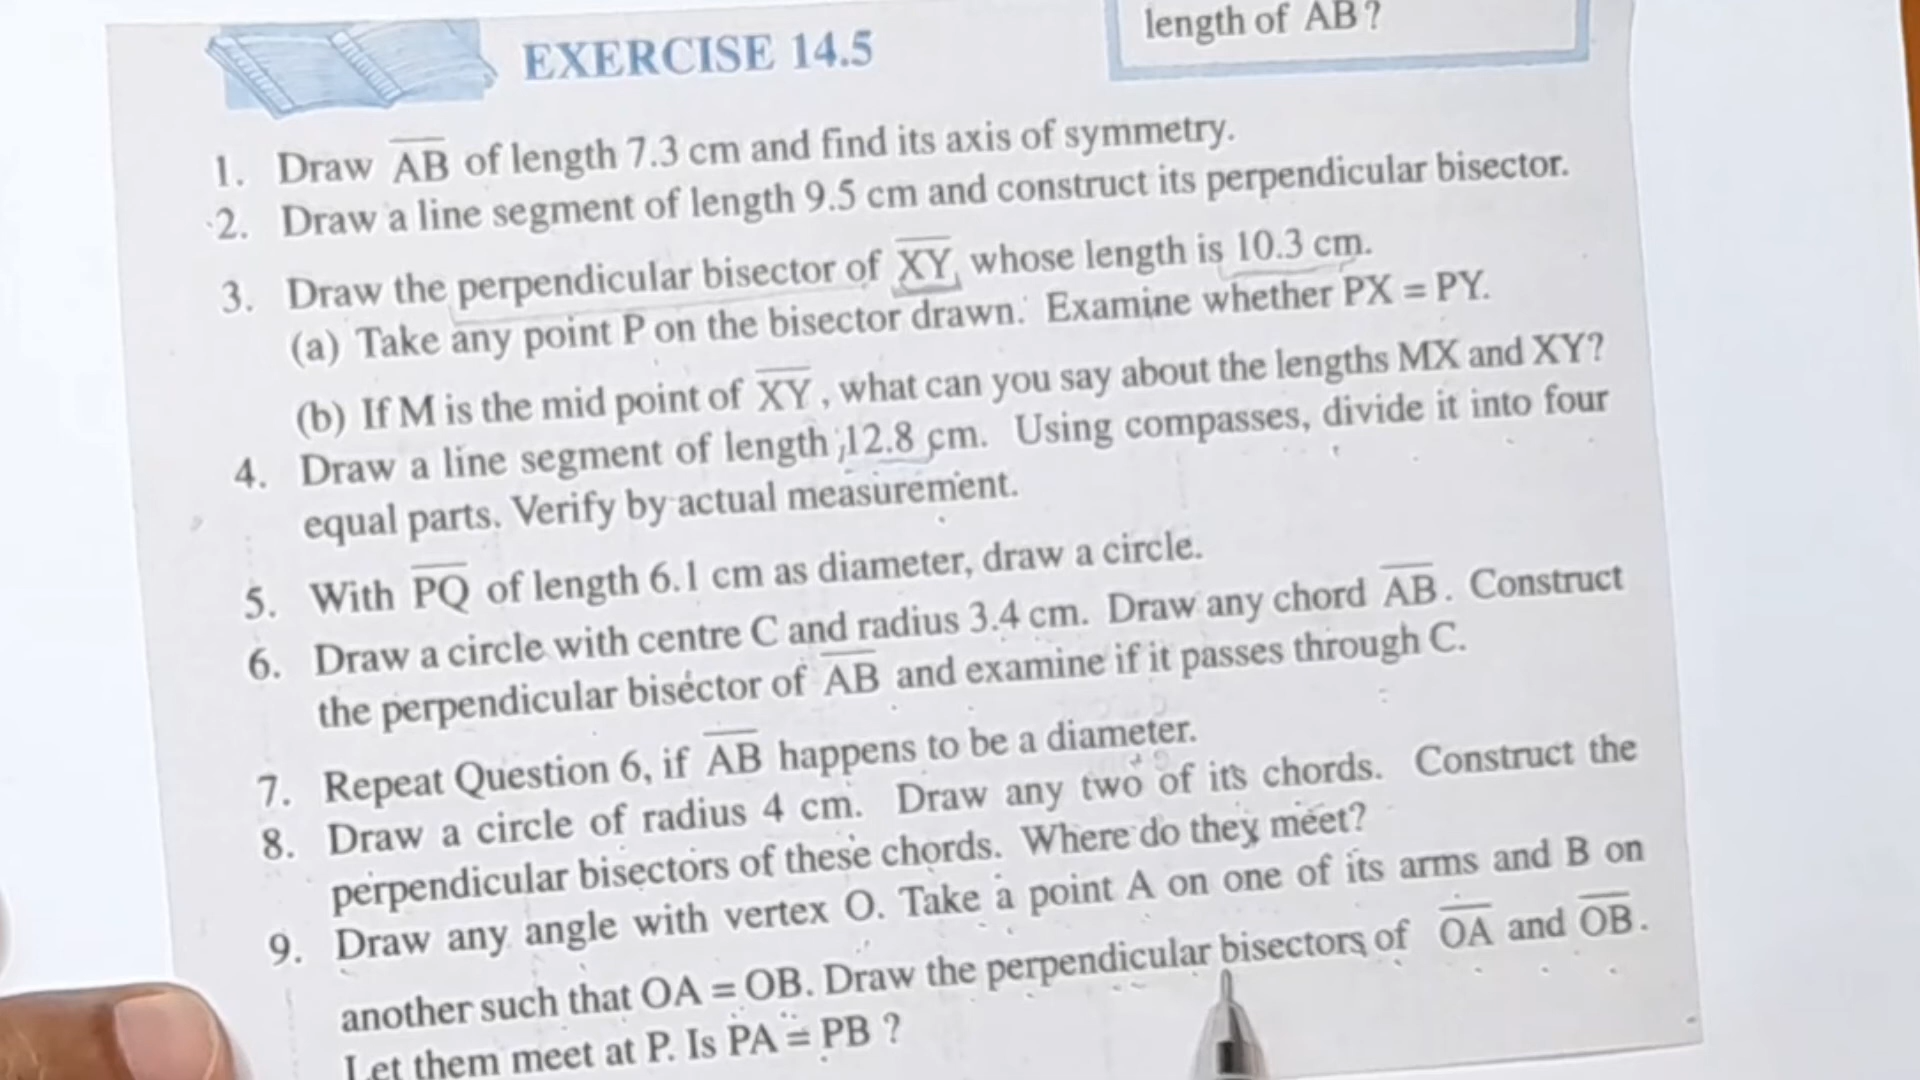 length of AB?
EXERCISE 14.5
1. Draw AB of length 7.3 cm and find its axis of symmetry.
2. Draw a line segment of length 9.5 cm and construct its perpendicular bisector.
3. Draw the perpendicular bisector of XY whose length is 10.3 cm.
(a) Take any point P on the bisector drawn. Examine whether PX = PY.
(b) If M is the mid point of XY, what can you say about the lengths MX and XY?
4. Draw a line segment of length 12.8 cm. Using compasses, divide it into four
equal parts. Verify by actual measurement.
5. With PQ of length 6.1 cm as diameter, draw a circle.
6. Draw a circle with centre C and radius 3.4 cm. Draw any chord AB. Construct
the perpendicular bisector of AB and examine if it passes through C.
7. Repeat Question 6, if AB happens to be a diameter.
8. Draw a circle of radius 4 cm. Draw any two of its chords. Construct the
perpendicular bisectors of these chords. Where do they meet?
9. Draw any angle with vertex O. Take a point A on one of its arms and B on
another such that OA = OB. Draw the perpendicular bisectors of OA and OB.
Let them meet at P. Is PA = PB ?